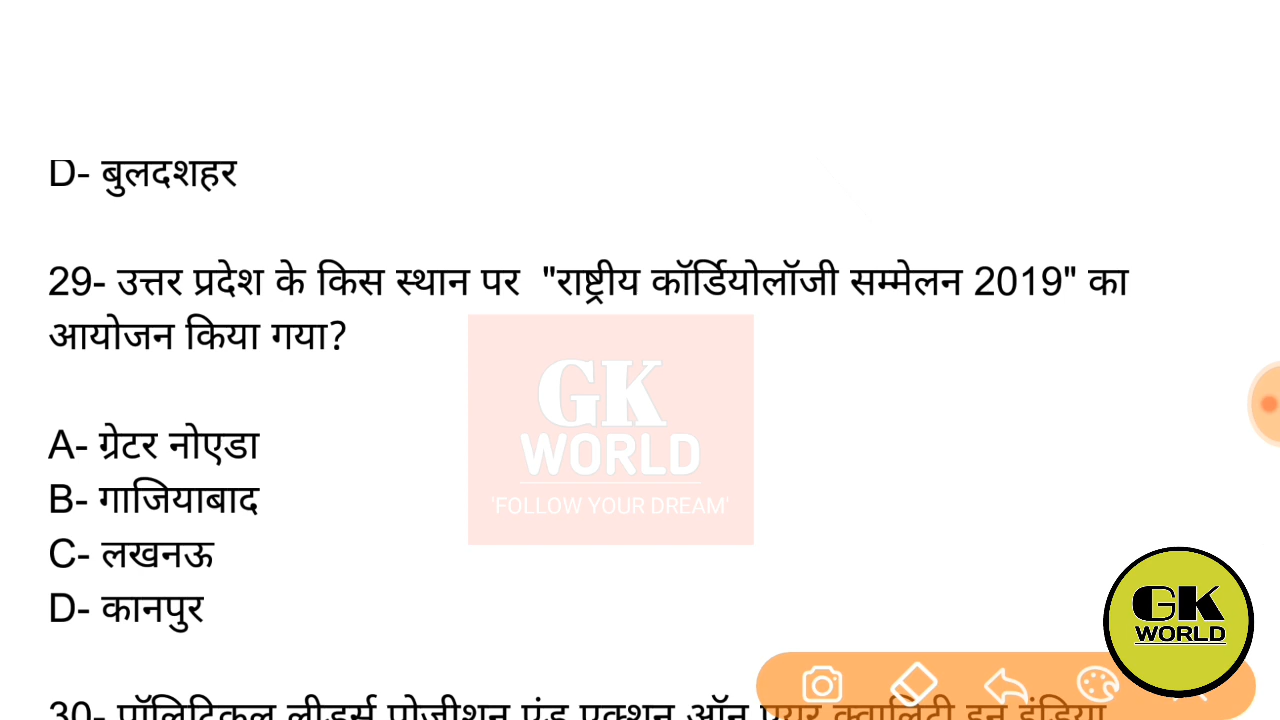 D- बुलदशहर
29- उत्तर प्रदेश के किस स्थान पर "राष्ट्रीय कॉर्डियोलॉजी सम्मेलन 2019" का
आयोजन किया गया?
GK
WORLD
'FOLLOW YOUR DREAM'
A- ग्रेटर नोएडा
B- गाजियाबाद
C- लखनऊ
D- कानपुर
GK
WORLD
30- पॉलिटिकल लीडर्स पोजीशन एंड एक्शन ऑन एयर क्वालिटी इन इंडिया